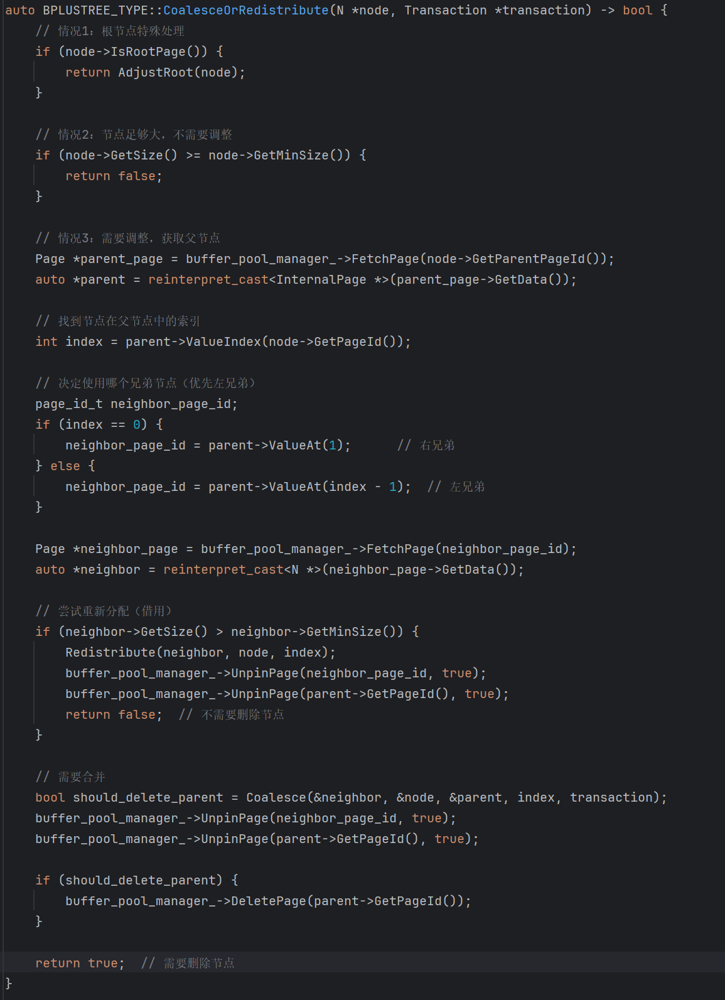 auto BPLUSTREE_TYPE::CoalesceOrRedistribute(N *node, Transaction *transaction) -> bool {
    // 情况1：根节点特殊处理
    if (node->IsRootPage()) {
        return AdjustRoot(node);
    }

    // 情况2：节点足够大，不需要调整
    if (node->GetSize() >= node->GetMinSize()) {
        return false;
    }

    // 情况3：需要调整，获取父节点
    Page *parent_page = buffer_pool_manager_->FetchPage(node->GetParentPageId());
    auto *parent = reinterpret_cast<InternalPage *>(parent_page->GetData());

    // 找到节点在父节点中的索引
    int index = parent->ValueIndex(node->GetPageId());

    // 决定使用哪个兄弟节点（优先左兄弟）
    page_id_t neighbor_page_id;
    if (index == 0) {
        neighbor_page_id = parent->ValueAt(1);      // 右兄弟
    } else {
        neighbor_page_id = parent->ValueAt(index - 1);  // 左兄弟
    }

    Page *neighbor_page = buffer_pool_manager_->FetchPage(neighbor_page_id);
    auto *neighbor = reinterpret_cast<N *>(neighbor_page->GetData());

    // 尝试重新分配（借用）
    if (neighbor->GetSize() > neighbor->GetMinSize()) {
        Redistribute(neighbor, node, index);
        buffer_pool_manager_->UnpinPage(neighbor_page_id, true);
        buffer_pool_manager_->UnpinPage(parent->GetPageId(), true);
        return false;  // 不需要删除节点
    }

    // 需要合并
    bool should_delete_parent = Coalesce(&neighbor, &node, &parent, index, transaction);
    buffer_pool_manager_->UnpinPage(neighbor_page_id, true);
    buffer_pool_manager_->UnpinPage(parent->GetPageId(), true);

    if (should_delete_parent) {
        buffer_pool_manager_->DeletePage(parent->GetPageId());
    }

    return true;  // 需要删除节点
}